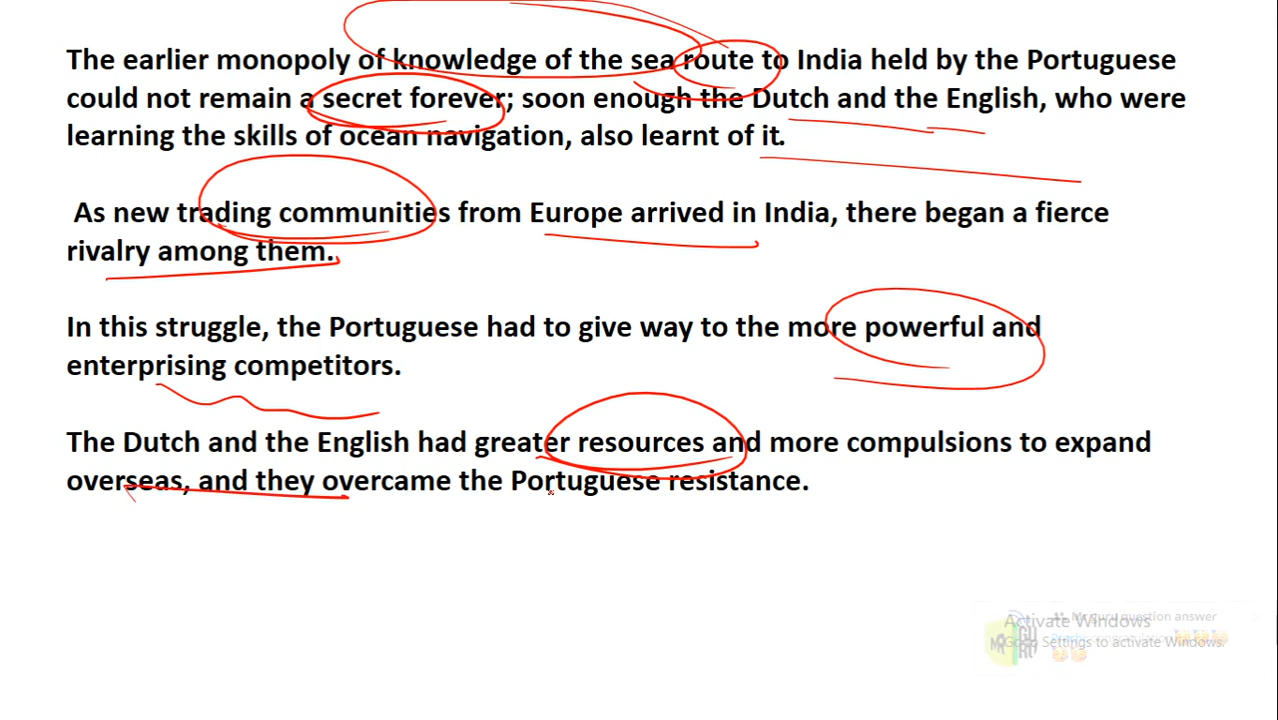 The earlier monopoly of knowledge of the sea route to India held by the Portuguese
could not remain a secret forever; soon enough the Dutch and the English, who were
learning the skills of ocean navigation, also learnt of it.
As new trading communities from Europe arrived in India, there began a fierce
rivalry among them.
In this struggle, the Portuguese had to give way to the more powerful and
enterprising competitors.
The Dutch and the English had greater resources and more compulsions to expand
overseas, and they overcame the Portuguese resistance.
Activate Windows
question answer
Settings to activate Windows.